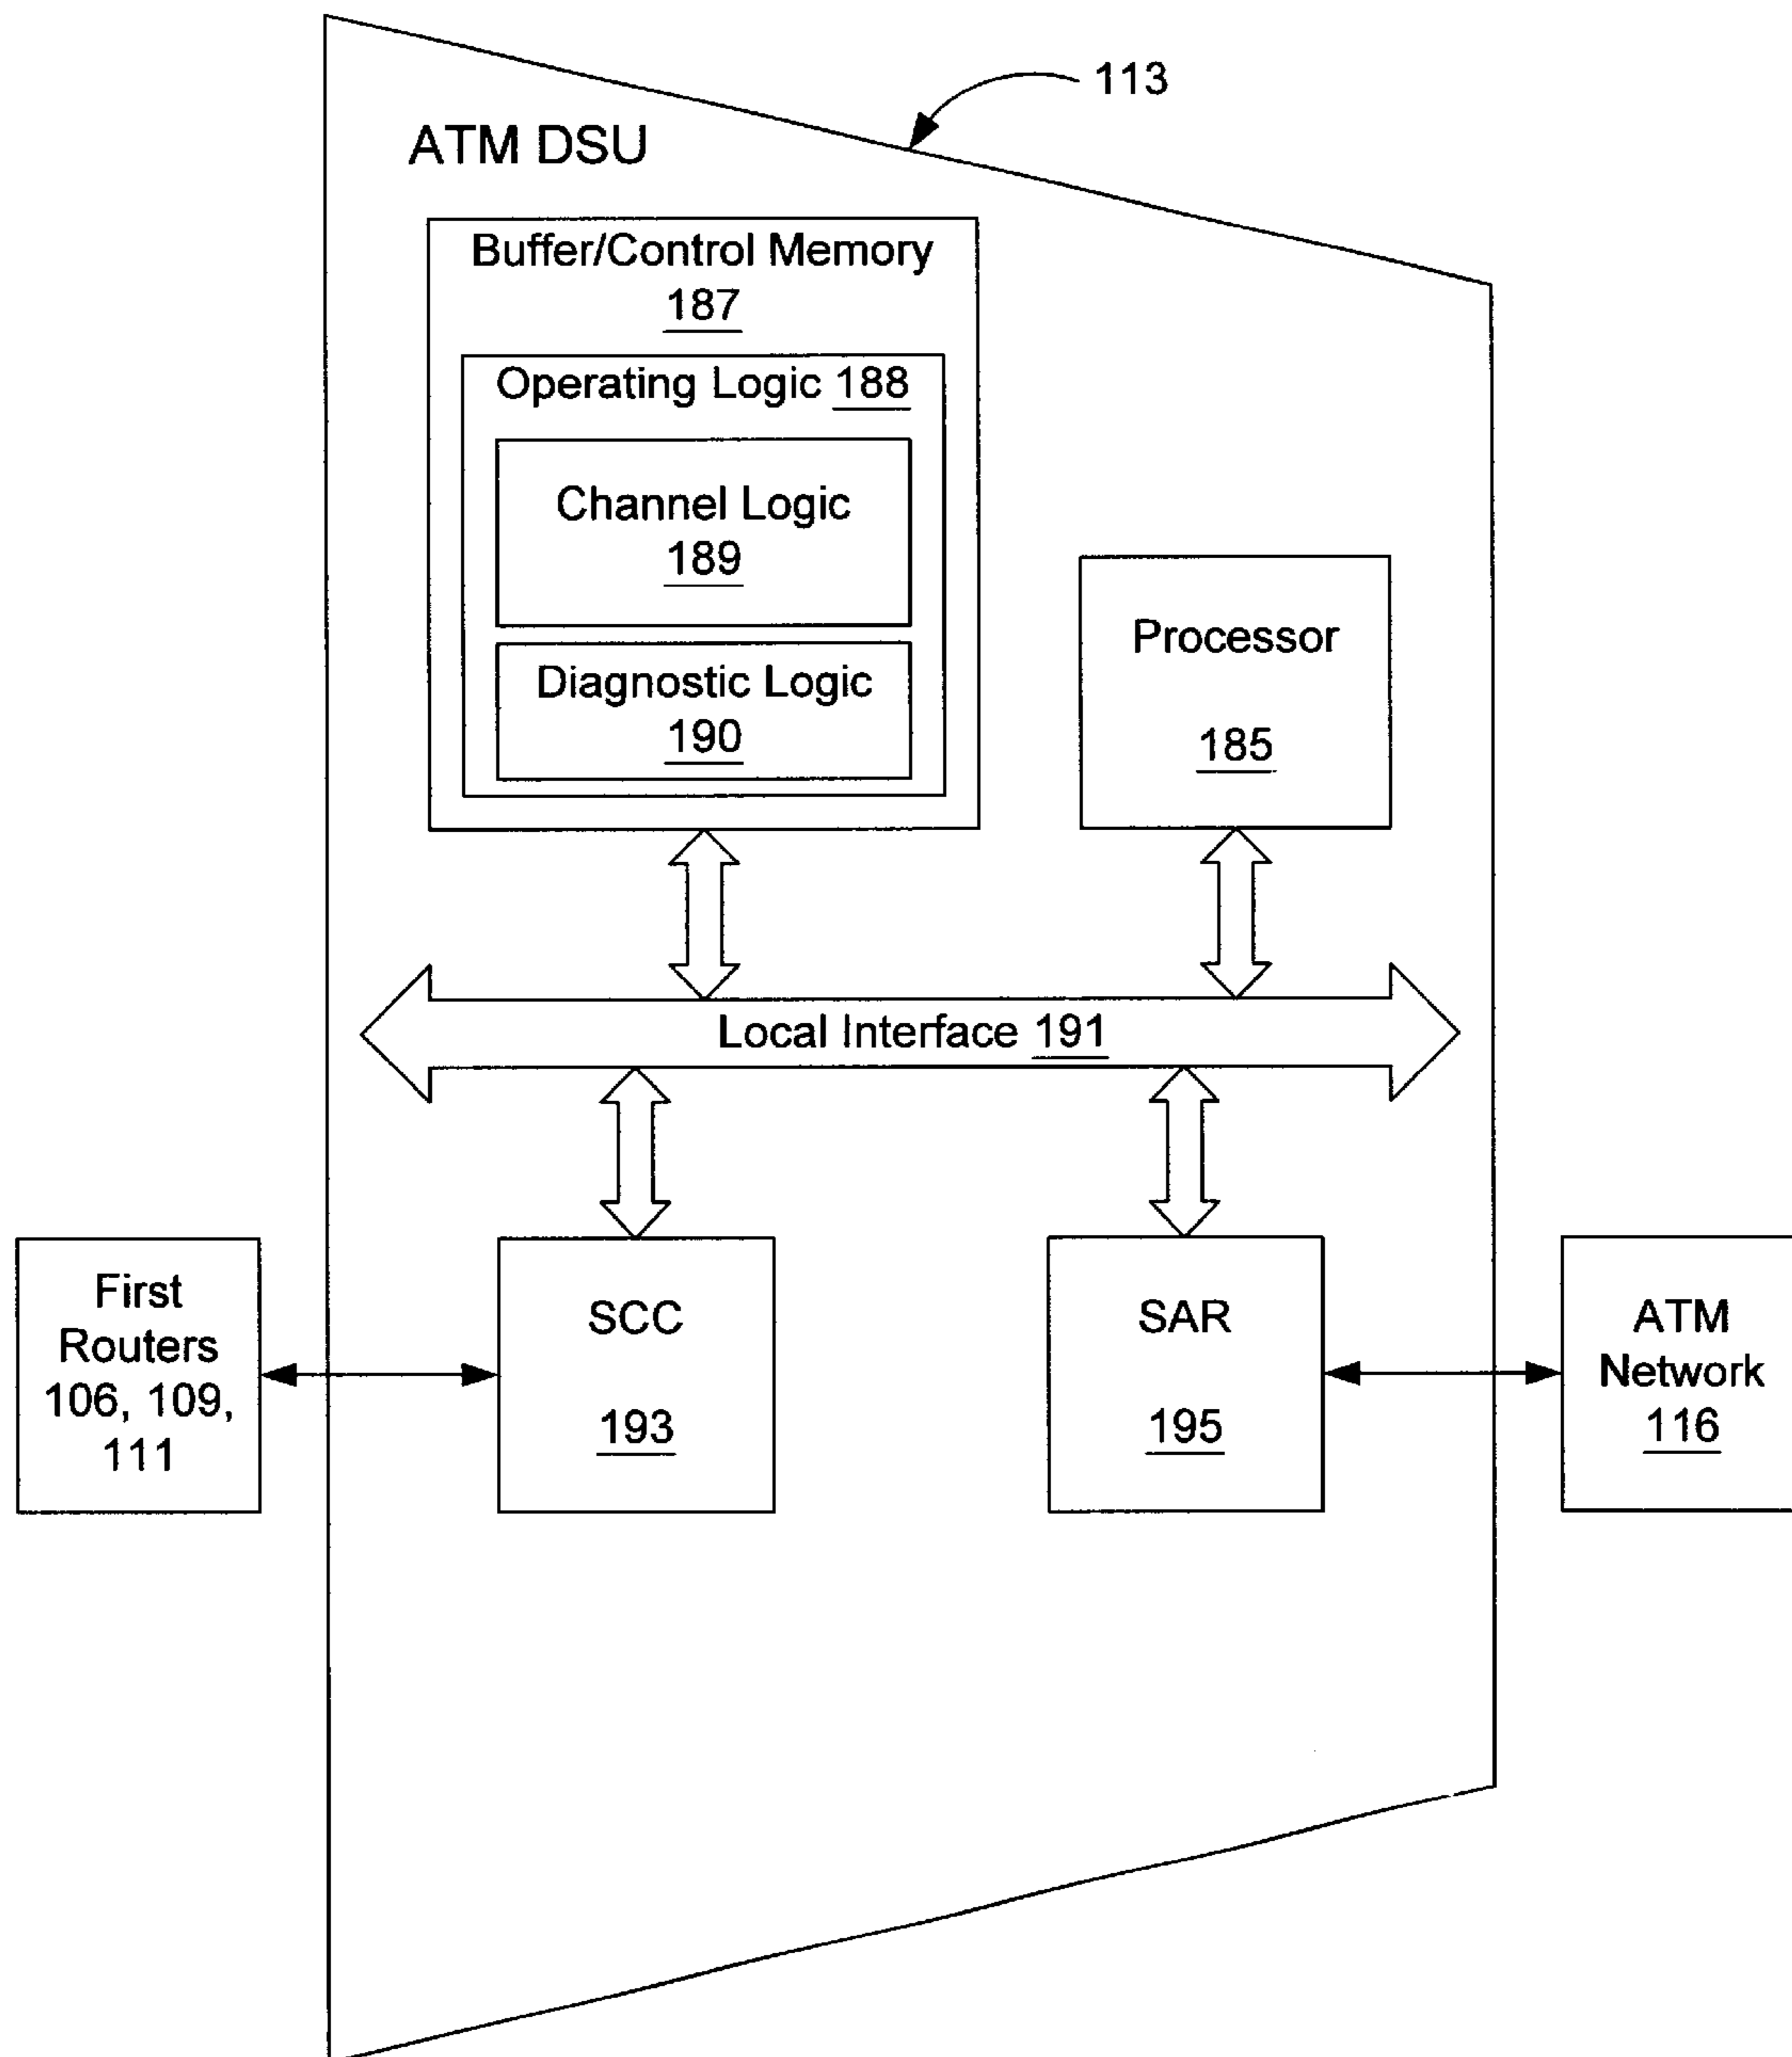 113
ATM DSU
Buffer/Control Memory
187
Operating Logic 188
Channel Logic
189
Diagnostic Logic
190
Processor
185
Local Interface 191
First
Routers
106, 109,
111
SCC
193
SAR
195
ATM
Network
116